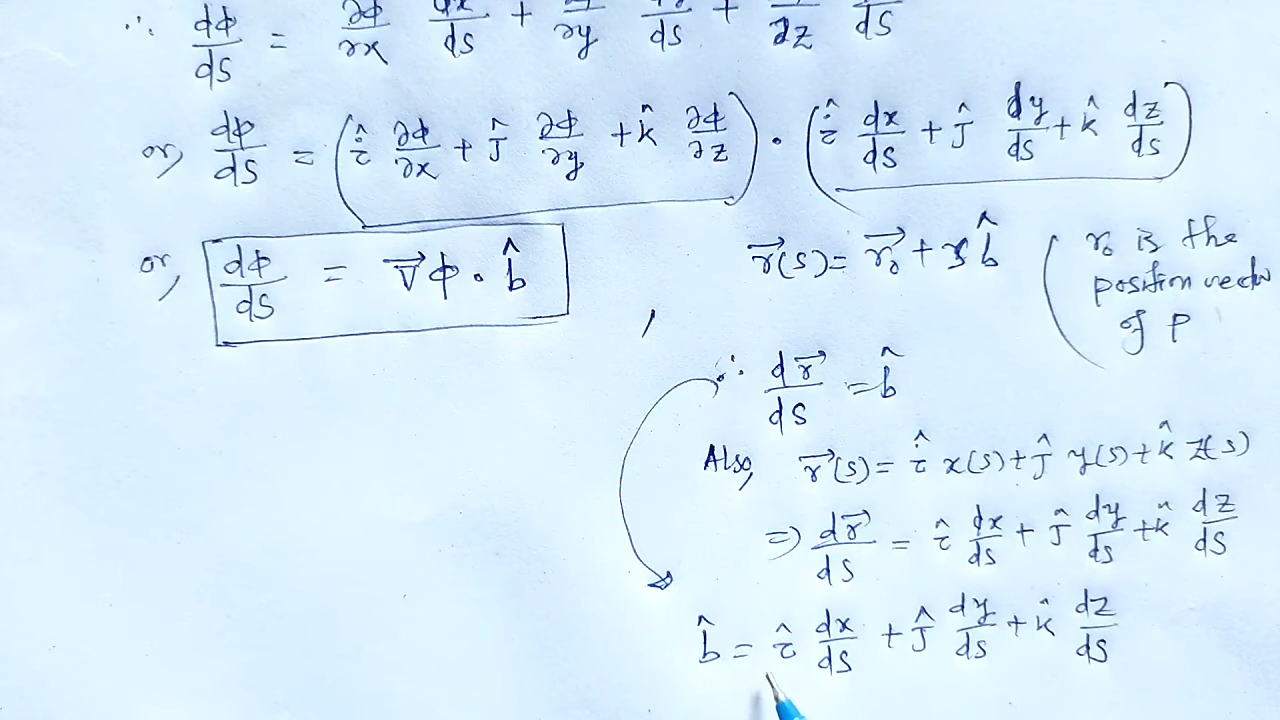 ∴ dφ/ds = ∂φ/∂x dx/ds + ∂φ/∂y dy/ds + ∂φ/∂z dz/ds
or, dφ/ds = (î ∂φ/∂x + ĵ ∂φ/∂y + k̂ ∂φ/∂z) · (î dx/ds + ĵ dy/ds + k̂ dz/ds)
or, dφ/ds = ∇⃗φ · b̂
r⃗(s) = r⃗₀ + s b̂
( r₀ is the
position vector
of P
∴ dr⃗/ds = b̂
Also, r⃗(s) = î x(s) + ĵ y(s) + k̂ z(s)
⇒ dr⃗/ds = î dx/ds + ĵ dy/ds + k̂ dz/ds
b̂ = î dx/ds + ĵ dy/ds + k̂ dz/ds